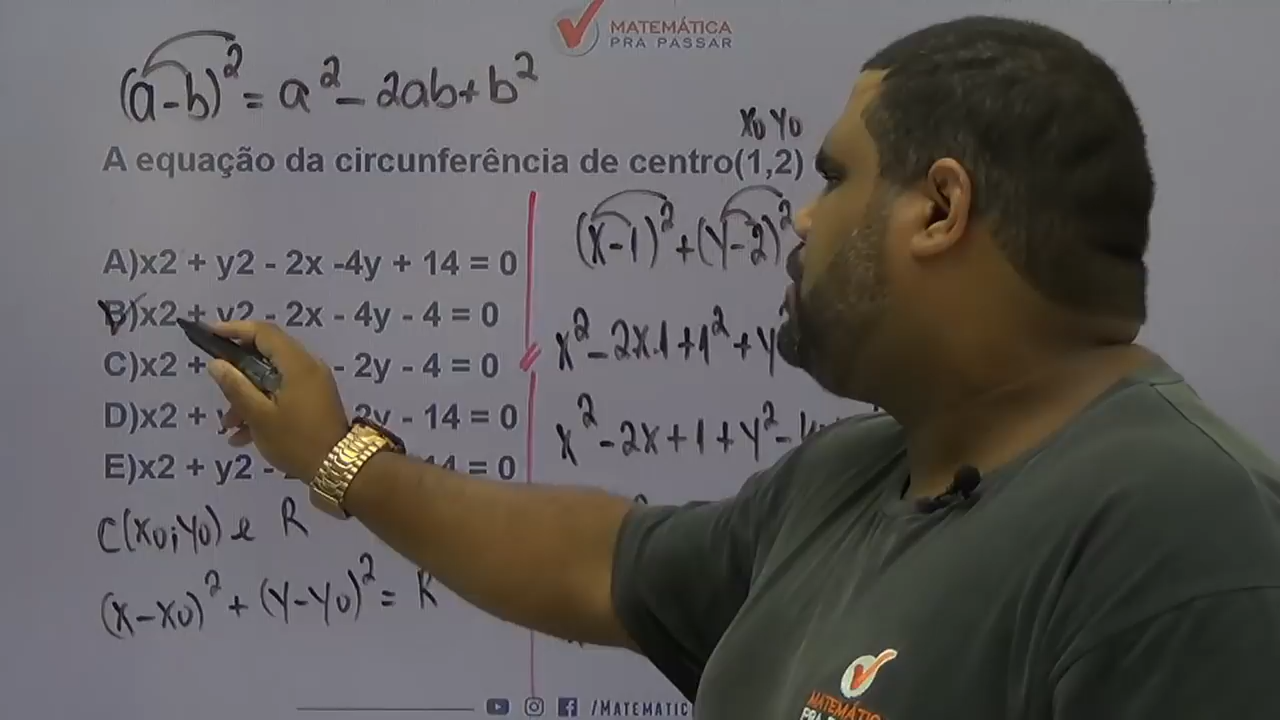 MATEMÁTICA
PRA PASSAR
(a-b)² = a² - 2ab + b²
x0 y0
A equação da circunferência de centro(1,2)
A)x2 + y2 - 2x -4y + 14 = 0
B)x2 + y2 - 2x - 4y - 4 = 0
C)x2 + - 2y - 4 = 0
D)x2 + 2y - 14 = 0
E)x2 + y2 - = 0
(x-1)² + (y-2)²
x² - 2x.1 + 1² + y
x² - 2x + 1 + y² -
C(x0;y0) e R
(x-x0)² + (y-y0)² = R
/MATEMATIC
MATEMÁTIC
PRA PAS